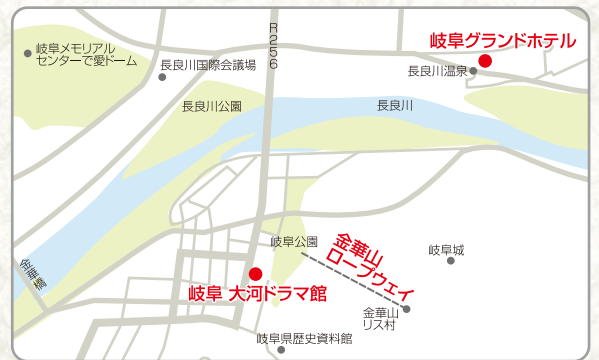 岐阜メモリアル
センターで愛ドーム
長良川国際会議場
R256
岐阜グランドホテル
長良川温泉
長良川公園
長良川
金華橋
岐阜公園
金華山
ロープウェイ
岐阜城
岐阜 大河ドラマ館
金華山
リス村
岐阜県歴史資料館